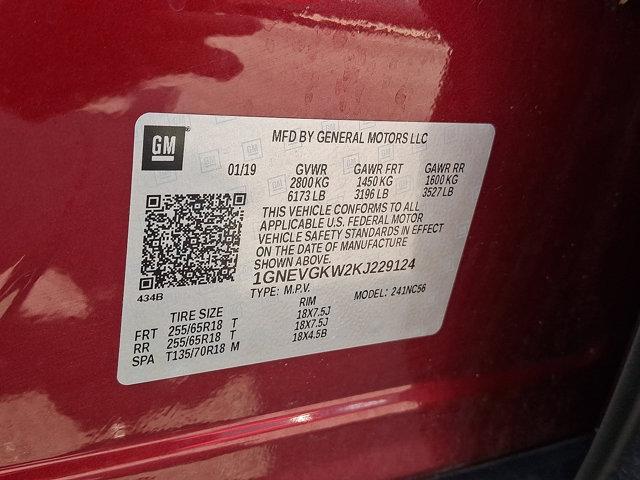 GM®
MFD BY GENERAL MOTORS LLC
01/19 GVWR GAWR FRT GAWR RR
2800 KG 1450 KG 1600 KG
6173 LB 3196 LB 3527 LB
THIS VEHICLE CONFORMS TO ALL
APPLICABLE U.S. FEDERAL MOTOR
VEHICLE SAFETY STANDARDS IN EFFECT
ON THE DATE OF MANUFACTURE
SHOWN ABOVE.
1GNEVGKW2KJ229124
434B
TYPE: M.P.V. MODEL: 241NC56
TIRE SIZE RIM
FRT 255/65R18 T 18X7.5J
RR 255/65R18 T 18X7.5J
SPA T135/70R18 M 18X4.5B